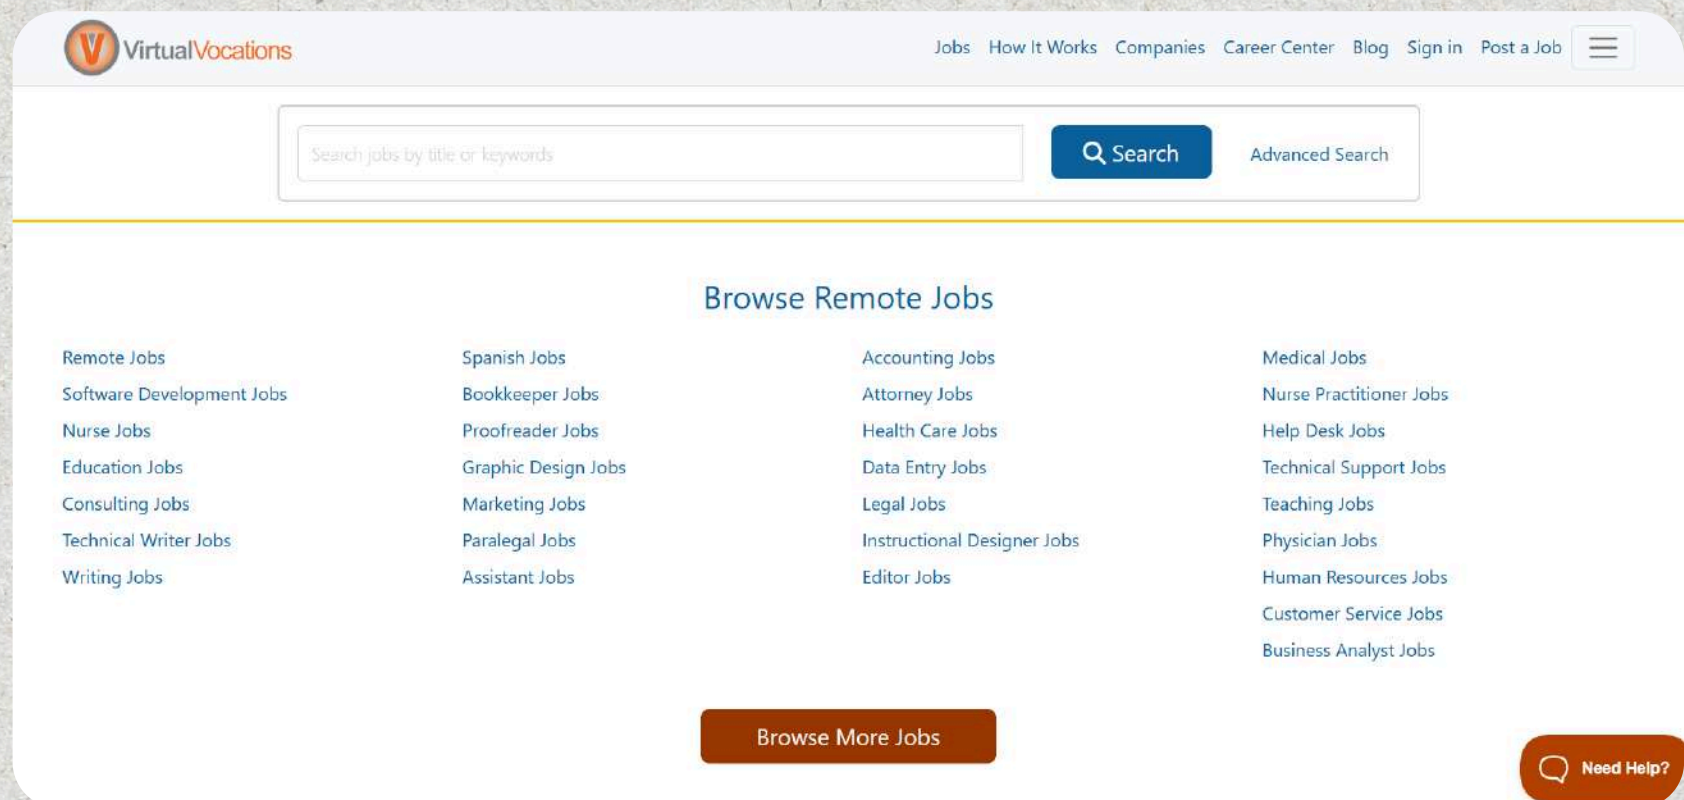 VirtualVocations
Jobs How It Works Companies Career Center Blog Sign in Post a Job
Search jobs by title or keywords
Search
Advanced Search
Browse Remote Jobs
Remote Jobs
Software Development Jobs
Nurse Jobs
Education Jobs
Consulting Jobs
Technical Writer Jobs
Writing Jobs
Spanish Jobs
Bookkeeper Jobs
Proofreader Jobs
Graphic Design Jobs
Marketing Jobs
Paralegal Jobs
Assistant Jobs
Accounting Jobs
Attorney Jobs
Health Care Jobs
Data Entry Jobs
Legal Jobs
Instructional Designer Jobs
Editor Jobs
Medical Jobs
Nurse Practitioner Jobs
Help Desk Jobs
Technical Support Jobs
Teaching Jobs
Physician Jobs
Human Resources Jobs
Customer Service Jobs
Business Analyst Jobs
Browse More Jobs
Need Help?